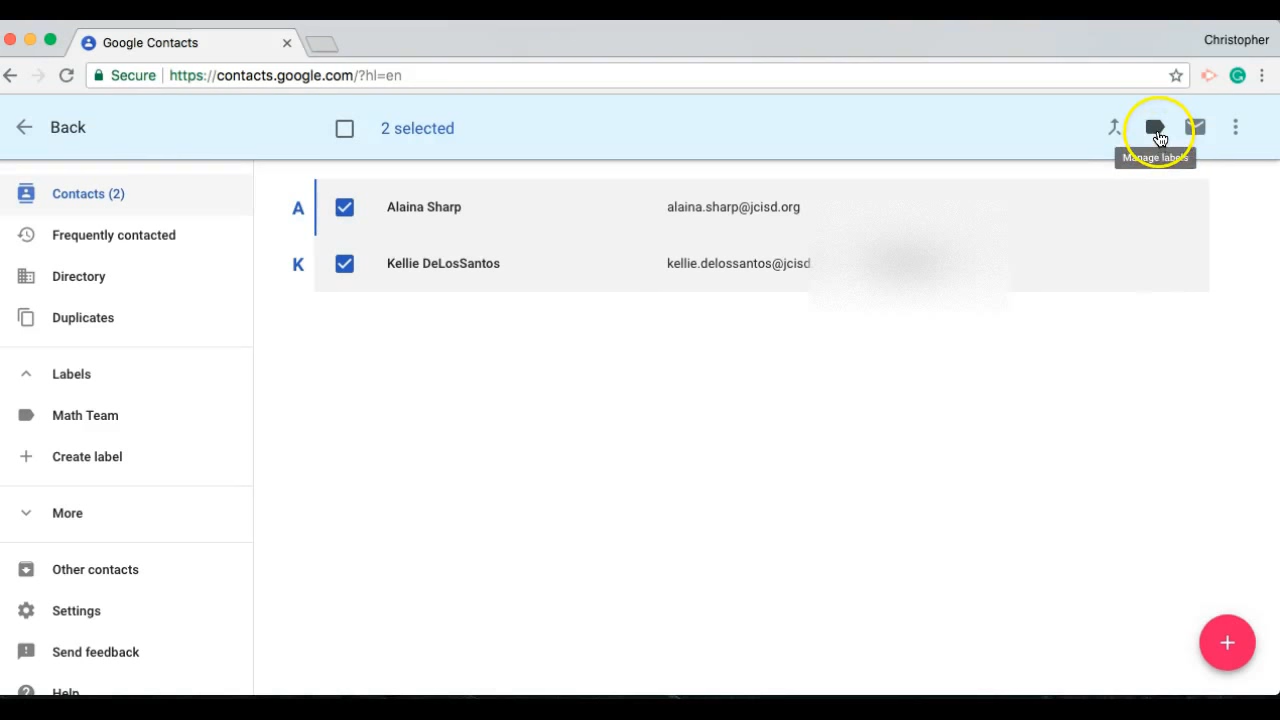 Google Contacts
Christopher
Secure https://contacts.google.com/?hl=en
Back
2 selected
Manage labels
Contacts (2)
A Alaina Sharp alaina.sharp@jcisd.org
Frequently contacted
K Kellie DeLosSantos kellie.delossantos@jcisd.
Directory
Duplicates
Labels
Math Team
Create label
More
Other contacts
Settings
Send feedback
Help